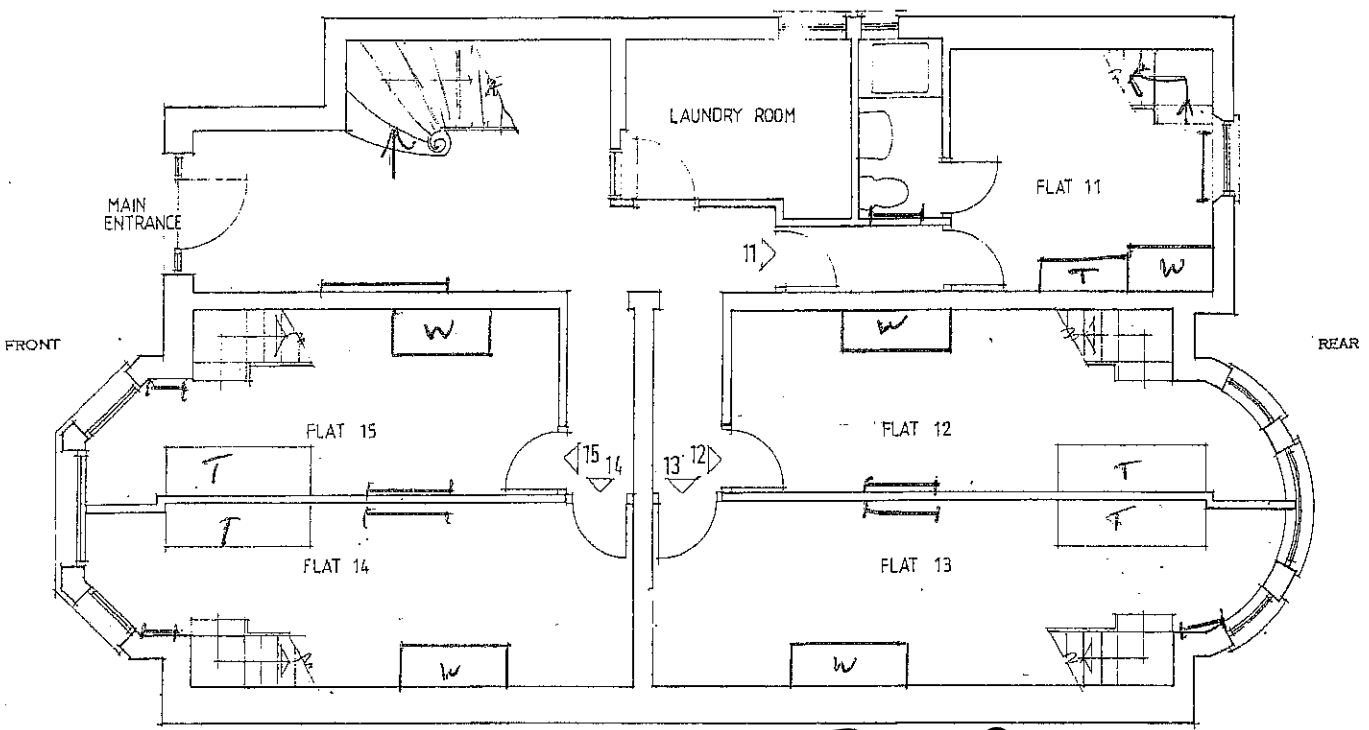 LAUNDRY ROOM
MAIN
ENTRANCE
FLAT 11
11
T
W
FRONT
REAR
W
W
FLAT 15
FLAT 12
15
14
12
13
T
T
T
T
FLAT 14
FLAT 13
W
W